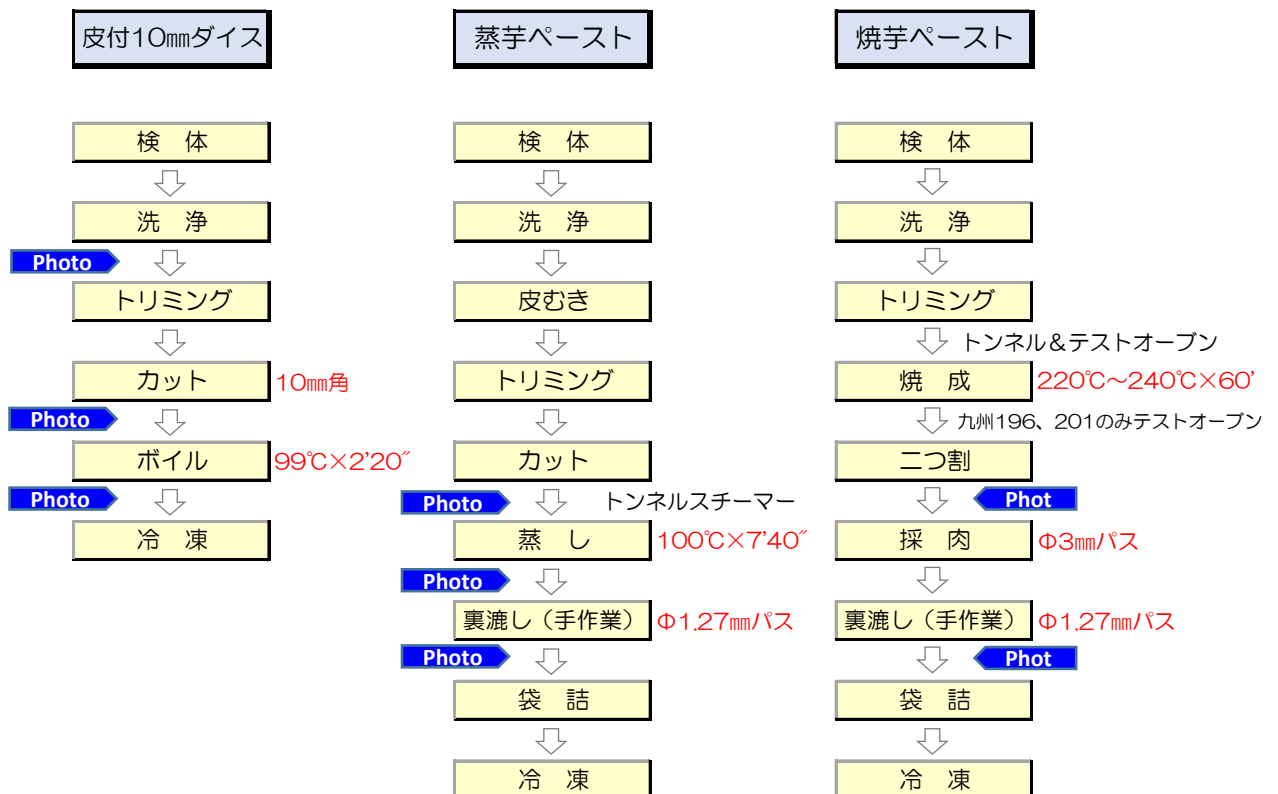 皮付10㎜ダイス
検 体
洗 浄
Photo
トリミング
カット 10㎜角
Photo
ボイル 99℃×2'20″
Photo
冷 凍
蒸芋ペースト
検 体
洗 浄
皮むき
トリミング
カット
Photo トンネルスチーマー
蒸 し 100℃×7'40″
Photo
裏漉し（手作業） Φ1.27㎜パス
Photo
袋 詰
冷 凍
焼芋ペースト
検 体
洗 浄
トリミング
トンネル＆テストオーブン
焼 成 220℃～240℃×60'
九州196、201のみテストオーブン
二つ割
Phot
採 肉 Φ3㎜パス
裏漉し（手作業） Φ1.27㎜パス
Phot
袋 詰
冷 凍